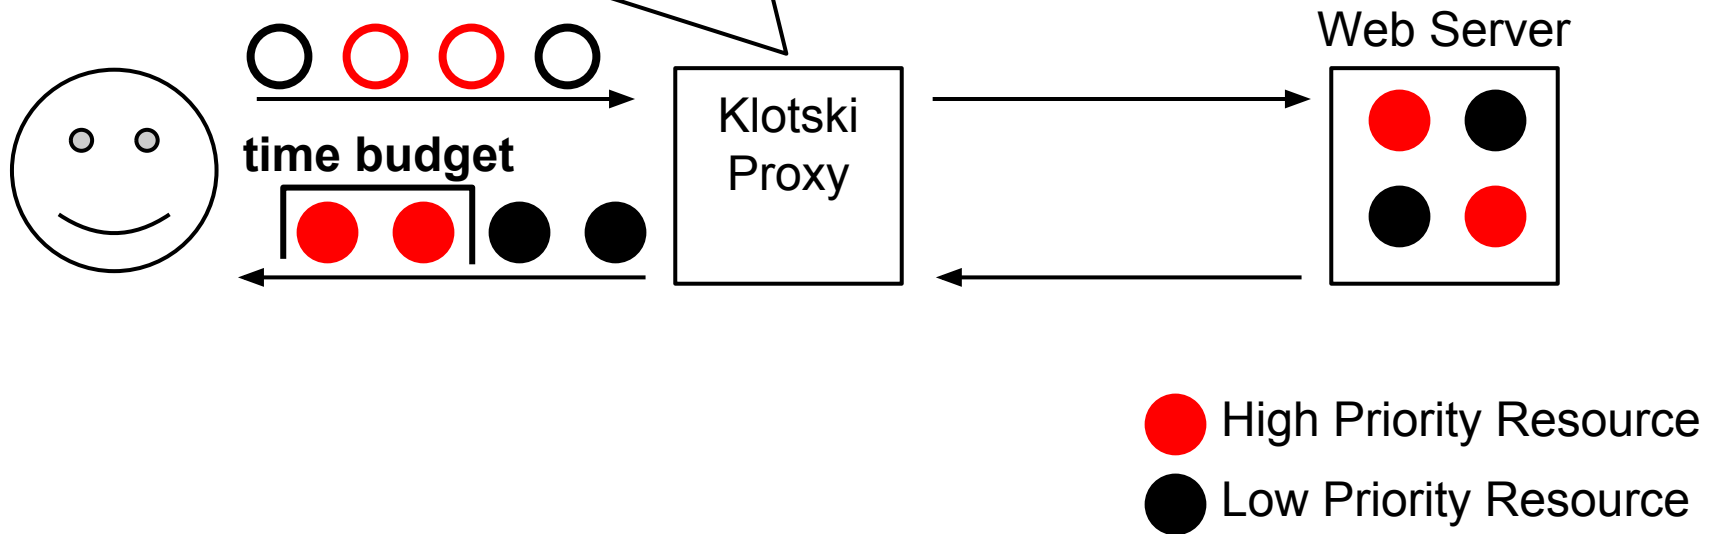 Web Server
Klotski
Proxy
time budget
High Priority Resource
Low Priority Resource